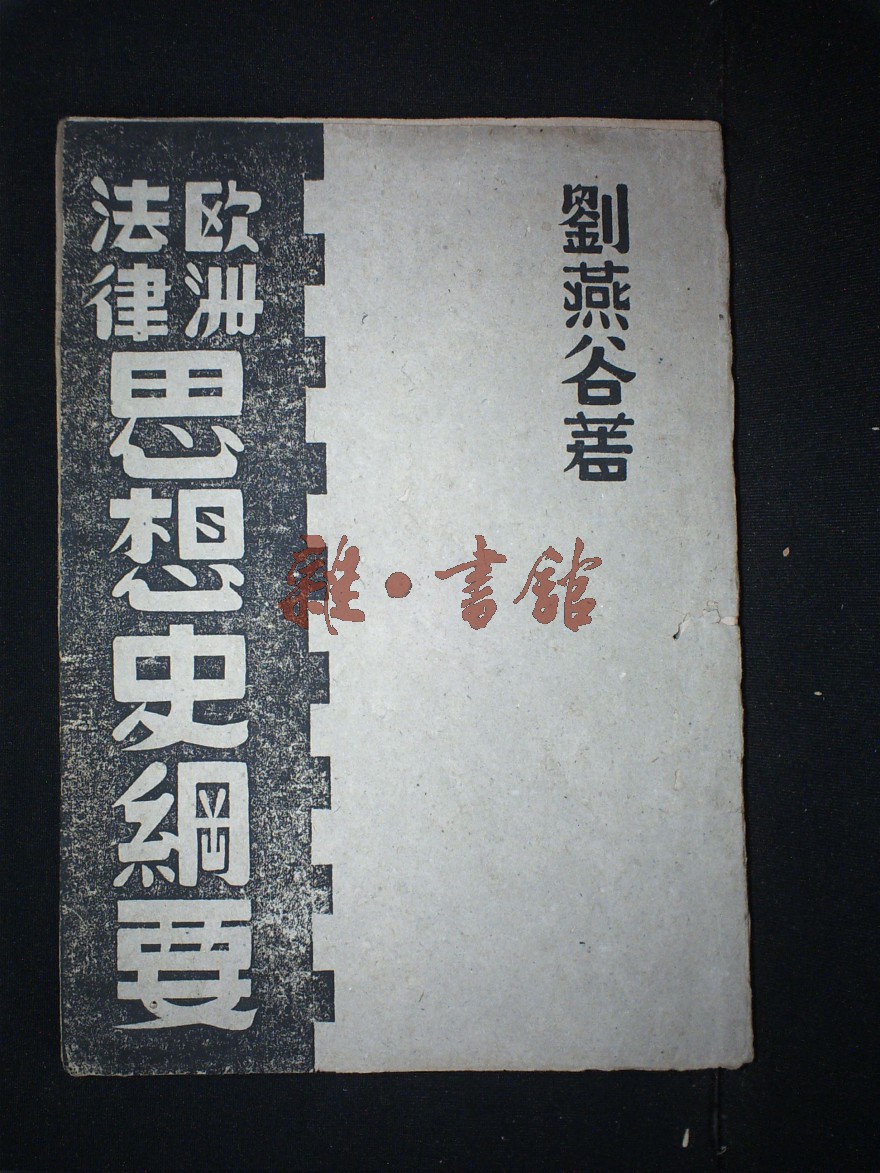 劉燕谷著
欧洲
法律
思想史綱要
雜·書館